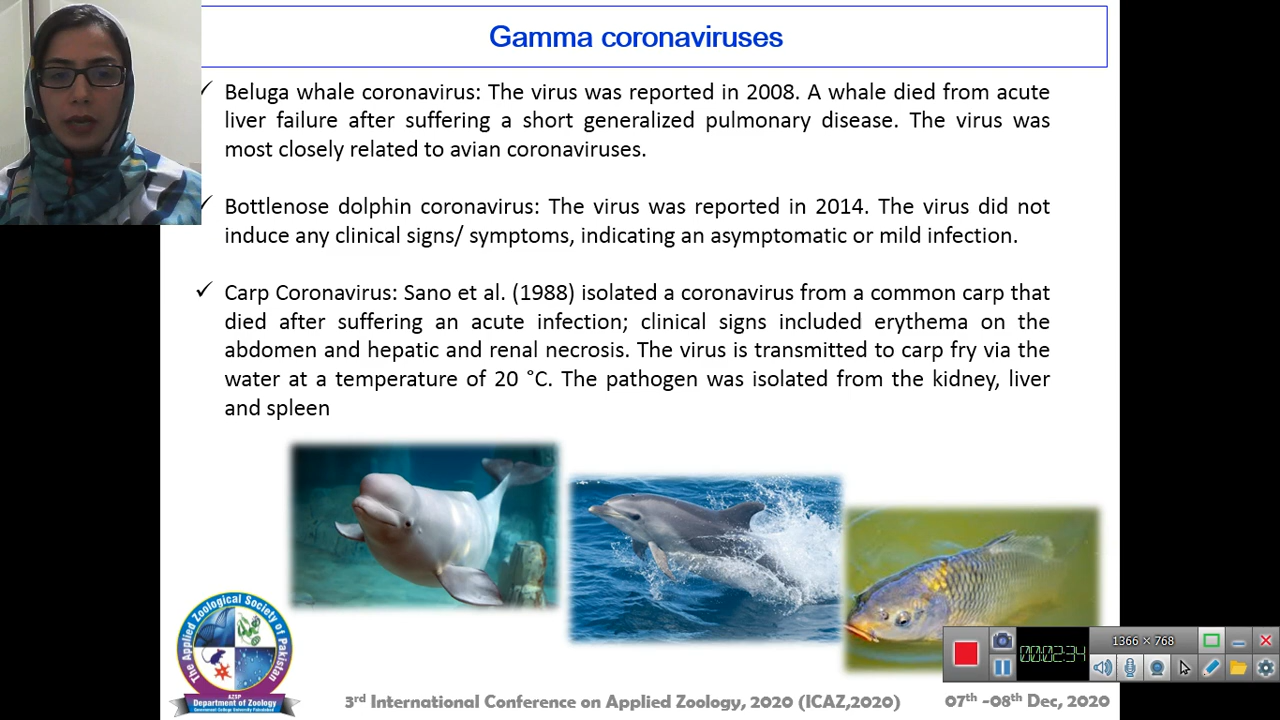 Gamma coronaviruses
✓ Beluga whale coronavirus: The virus was reported in 2008. A whale died from acute
liver failure after suffering a short generalized pulmonary disease. The virus was
most closely related to avian coronaviruses.
✓ Bottlenose dolphin coronavirus: The virus was reported in 2014. The virus did not
induce any clinical signs/ symptoms, indicating an asymptomatic or mild infection.
✓ Carp Coronavirus: Sano et al. (1988) isolated a coronavirus from a common carp that
died after suffering an acute infection; clinical signs included erythema on the
abdomen and hepatic and renal necrosis. The virus is transmitted to carp fry via the
water at a temperature of 20 °C. The pathogen was isolated from the kidney, liver
and spleen
The Applied Zoological Society of Pakistan
AZSP
Department of Zoology
Government College University Faisalabad
3rd International Conference on Applied Zoology, 2020 (ICAZ,2020)
07th -08th Dec, 2020
1366 × 768
00:02:34